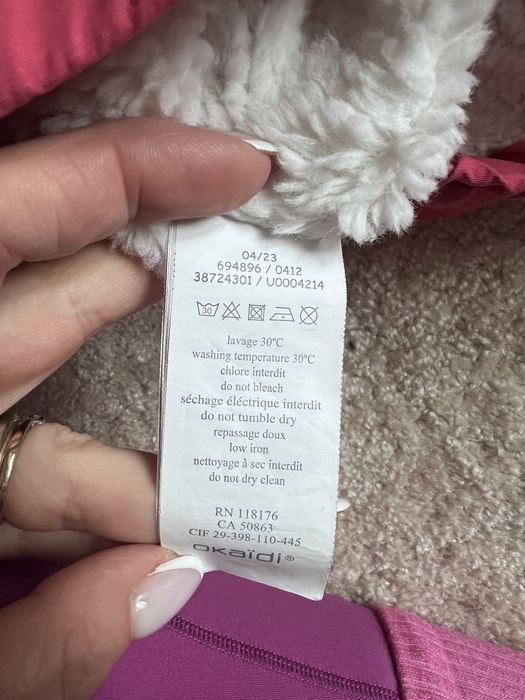 04/23
694896 / 0412
38724301 / U0004214
30
lavage 30°C
washing temperature 30°C
chlore interdit
do not bleach
séchage éléctrique interdit
do not tumble dry
repassage doux
low iron
nettoyage à sec interdit
do not dry clean
RN 118176
CA 50863
CIF 29-398-110-445
okaïdi®